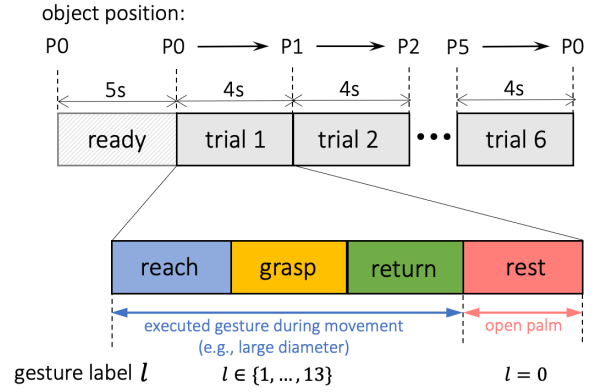 object position:
P0 P0 P1 P2 P5 P0
5s 4s 4s 4s
ready trial 1 trial 2 ••• trial 6
reach grasp return rest
executed gesture during movement open palm
(e.g., large diameter)
gesture label l l ∈ {1, … , 13} l = 0